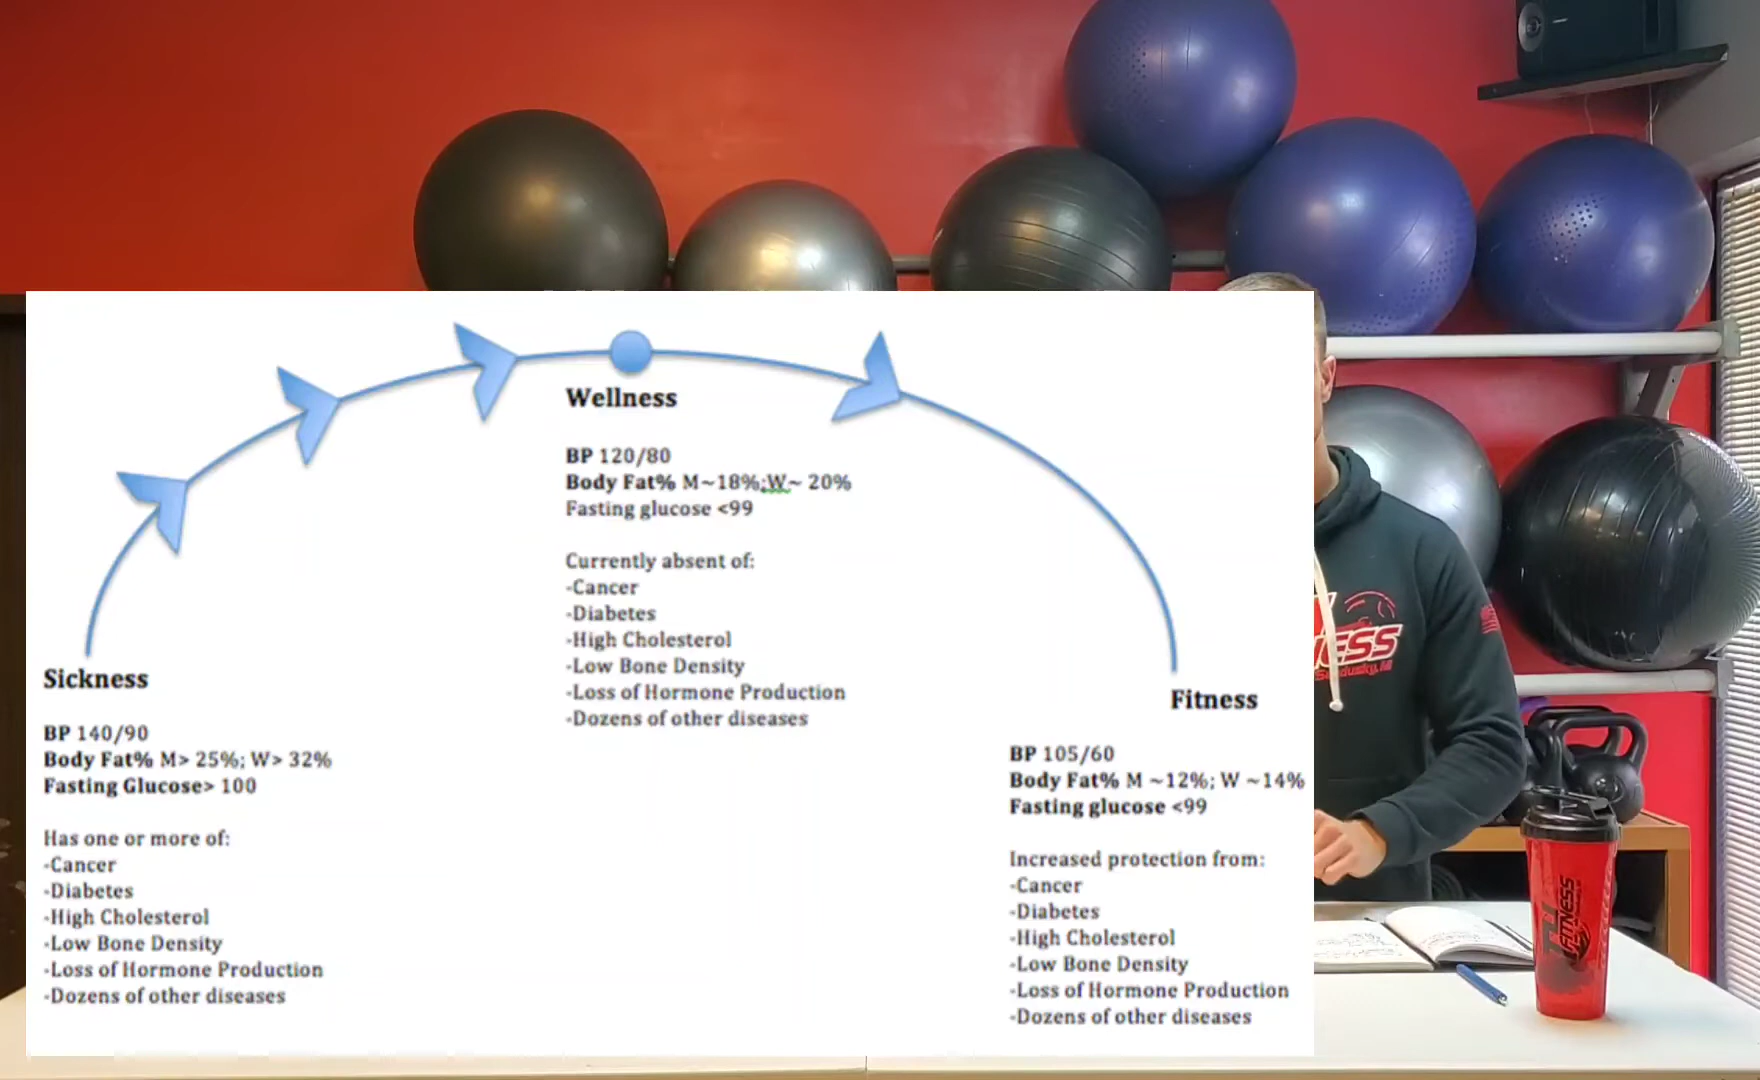 Wellness
BP 120/80
Body Fat% M~18%;W~ 20%
Fasting glucose <99
Currently absent of:
-Cancer
-Diabetes
-High Cholesterol
-Low Bone Density
-Loss of Hormone Production
-Dozens of other diseases
Sickness
BP 140/90
Body Fat% M> 25%; W> 32%
Fasting Glucose> 100
Has one or more of:
-Cancer
-Diabetes
-High Cholesterol
-Low Bone Density
-Loss of Hormone Production
-Dozens of other diseases
Fitness
BP 105/60
Body Fat% M ~12%; W ~14%
Fasting glucose <99
Increased protection from:
-Cancer
-Diabetes
-High Cholesterol
-Low Bone Density
-Loss of Hormone Production
-Dozens of other diseases
NESS
Sandusky, MI
FITNESS